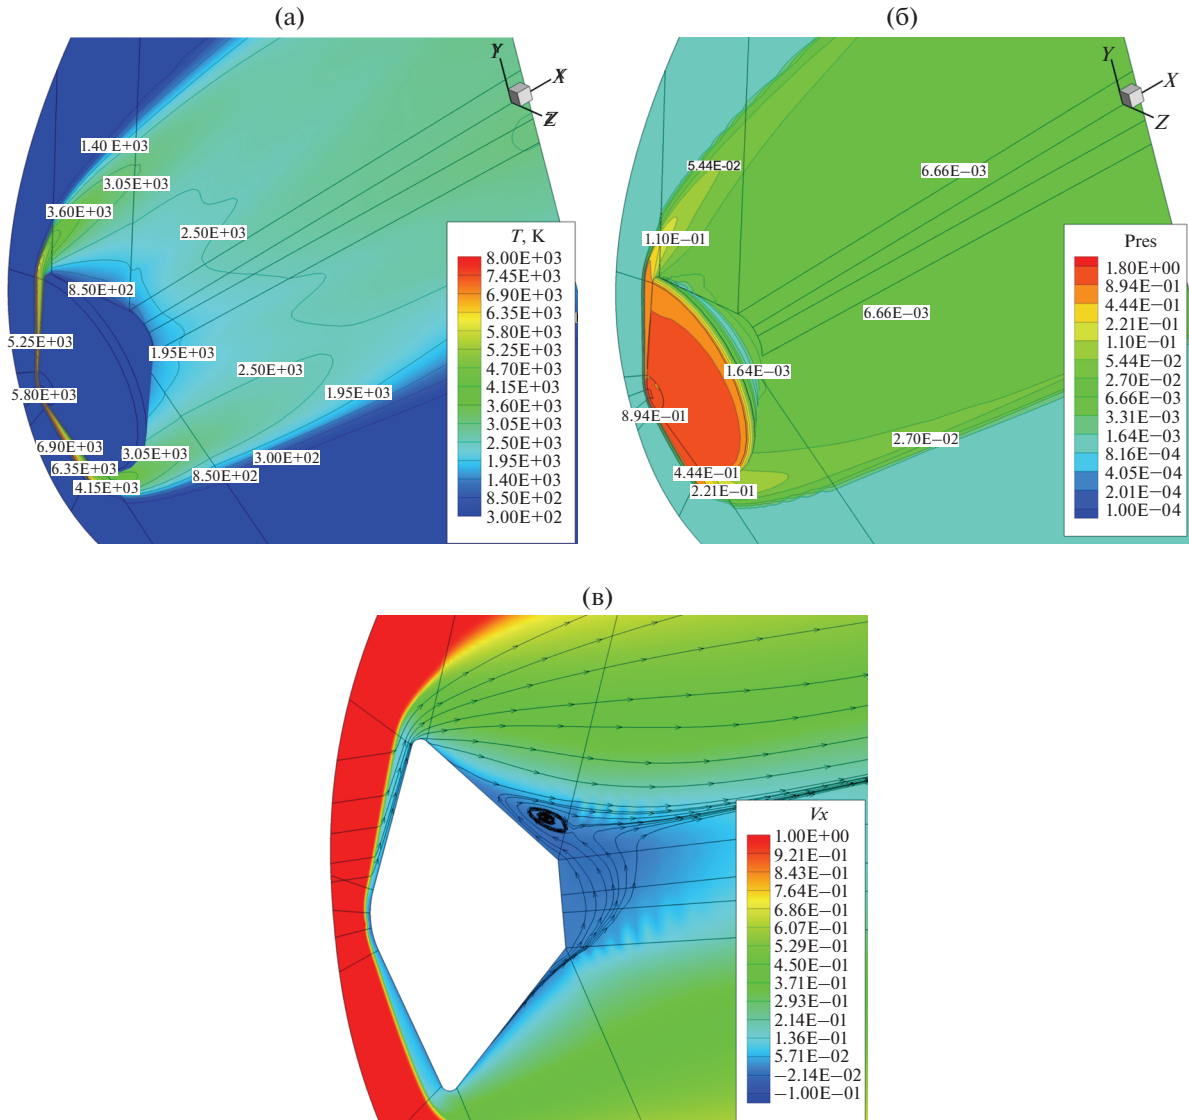 (а)
Y
X
Z
1.40 E+03
3.05E+03
3.60E+03
2.50E+03
8.50E+02
5.25E+03
1.95E+03
2.50E+03
1.95E+03
5.80E+03
6.90E+03
3.05E+03
3.00E+02
6.35E+03
8.50E+02
4.15E+03
T, K
8.00E+03
7.45E+03
6.90E+03
6.35E+03
5.80E+03
5.25E+03
4.70E+03
4.15E+03
3.60E+03
3.05E+03
2.50E+03
1.95E+03
1.40E+03
8.50E+02
3.00E+02
(б)
Y
X
Z
5.44E-02
6.66E−03
1.10E−01
6.66E−03
1.64E−03
8.94E−01
2.70E−02
4.44E−01
2.21E−01
Pres
1.80E+00
8.94E−01
4.44E−01
2.21E−01
1.10E−01
5.44E−02
2.70E−02
6.66E−03
3.31E−03
1.64E−03
8.16E−04
4.05E−04
2.01E−04
1.00E−04
(в)
Vx
1.00E+00
9.21E−01
8.43E−01
7.64E−01
6.86E−01
6.07E−01
5.29E−01
4.50E−01
3.71E−01
2.93E−01
2.14E−01
1.36E−01
5.71E−02
−2.14E−02
−1.00E−01